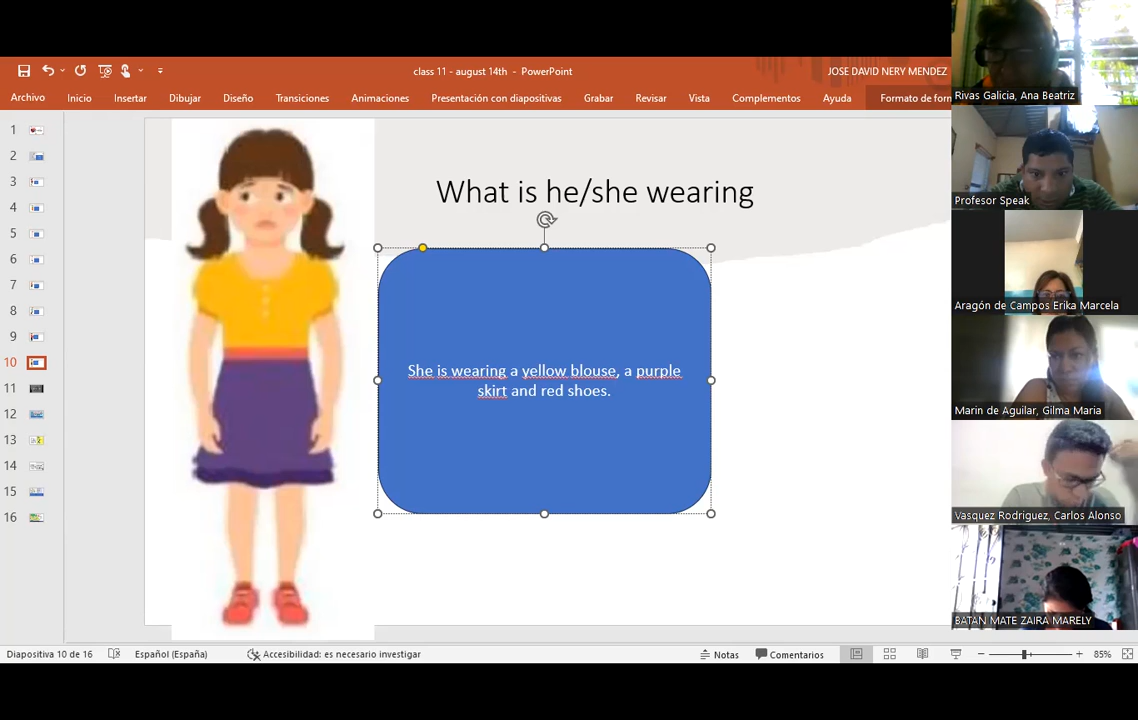 class 11 - august 14th - PowerPoint
JOSE DAVID NERY MENDEZ
Archivo Inicio Insertar Dibujar Diseño Transiciones Animaciones Presentación con diapositivas Grabar Revisar Vista Complementos Ayuda Formato de form
1
2
3
4
5
6
7
8
9
10
11
12
13
14
15
16
What is he/she wearing
She is wearing a yellow blouse, a purple
skirt and red shoes.
Rivas Galicia, Ana Beatriz
Profesor Speak
Aragón de Campos Erika Marcela
Marin de Aguilar, Gilma Maria
Vasquez Rodriguez, Carlos Alonso
BATAN MATE ZAIRA MARELY
Diapositiva 10 de 16 Español (España) Accesibilidad: es necesario investigar Notas Comentarios 85%